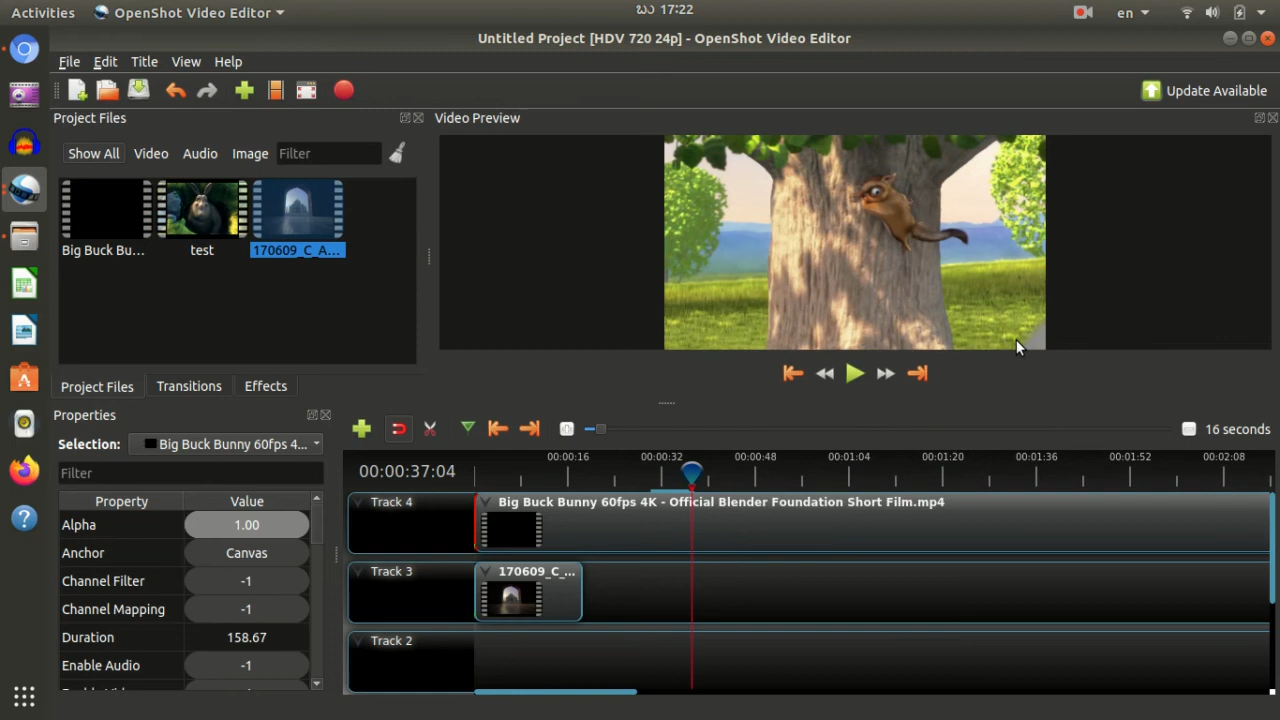 Activities
OpenShot Video Editor
ລາ 17:22
en
Untitled Project [HDV 720 24p] - OpenShot Video Editor
File Edit Title View Help
Update Available
Project Files
Video Preview
Show All Video Audio Image Filter
Big Buck Bu...
test
170609_C_A...
Project Files Transitions Effects
Properties
Selection: Big Buck Bunny 60fps 4...
Filter
Property Value
Alpha 1.00
Anchor Canvas
Channel Filter -1
Channel Mapping -1
Duration 158.67
Enable Audio -1
16 seconds
00:00:37:04
00:00:16 00:00:32 00:00:48 00:01:04 00:01:20 00:01:36 00:01:52 00:02:08
Track 4
Big Buck Bunny 60fps 4K - Official Blender Foundation Short Film.mp4
Track 3
170609_C_...
Track 2